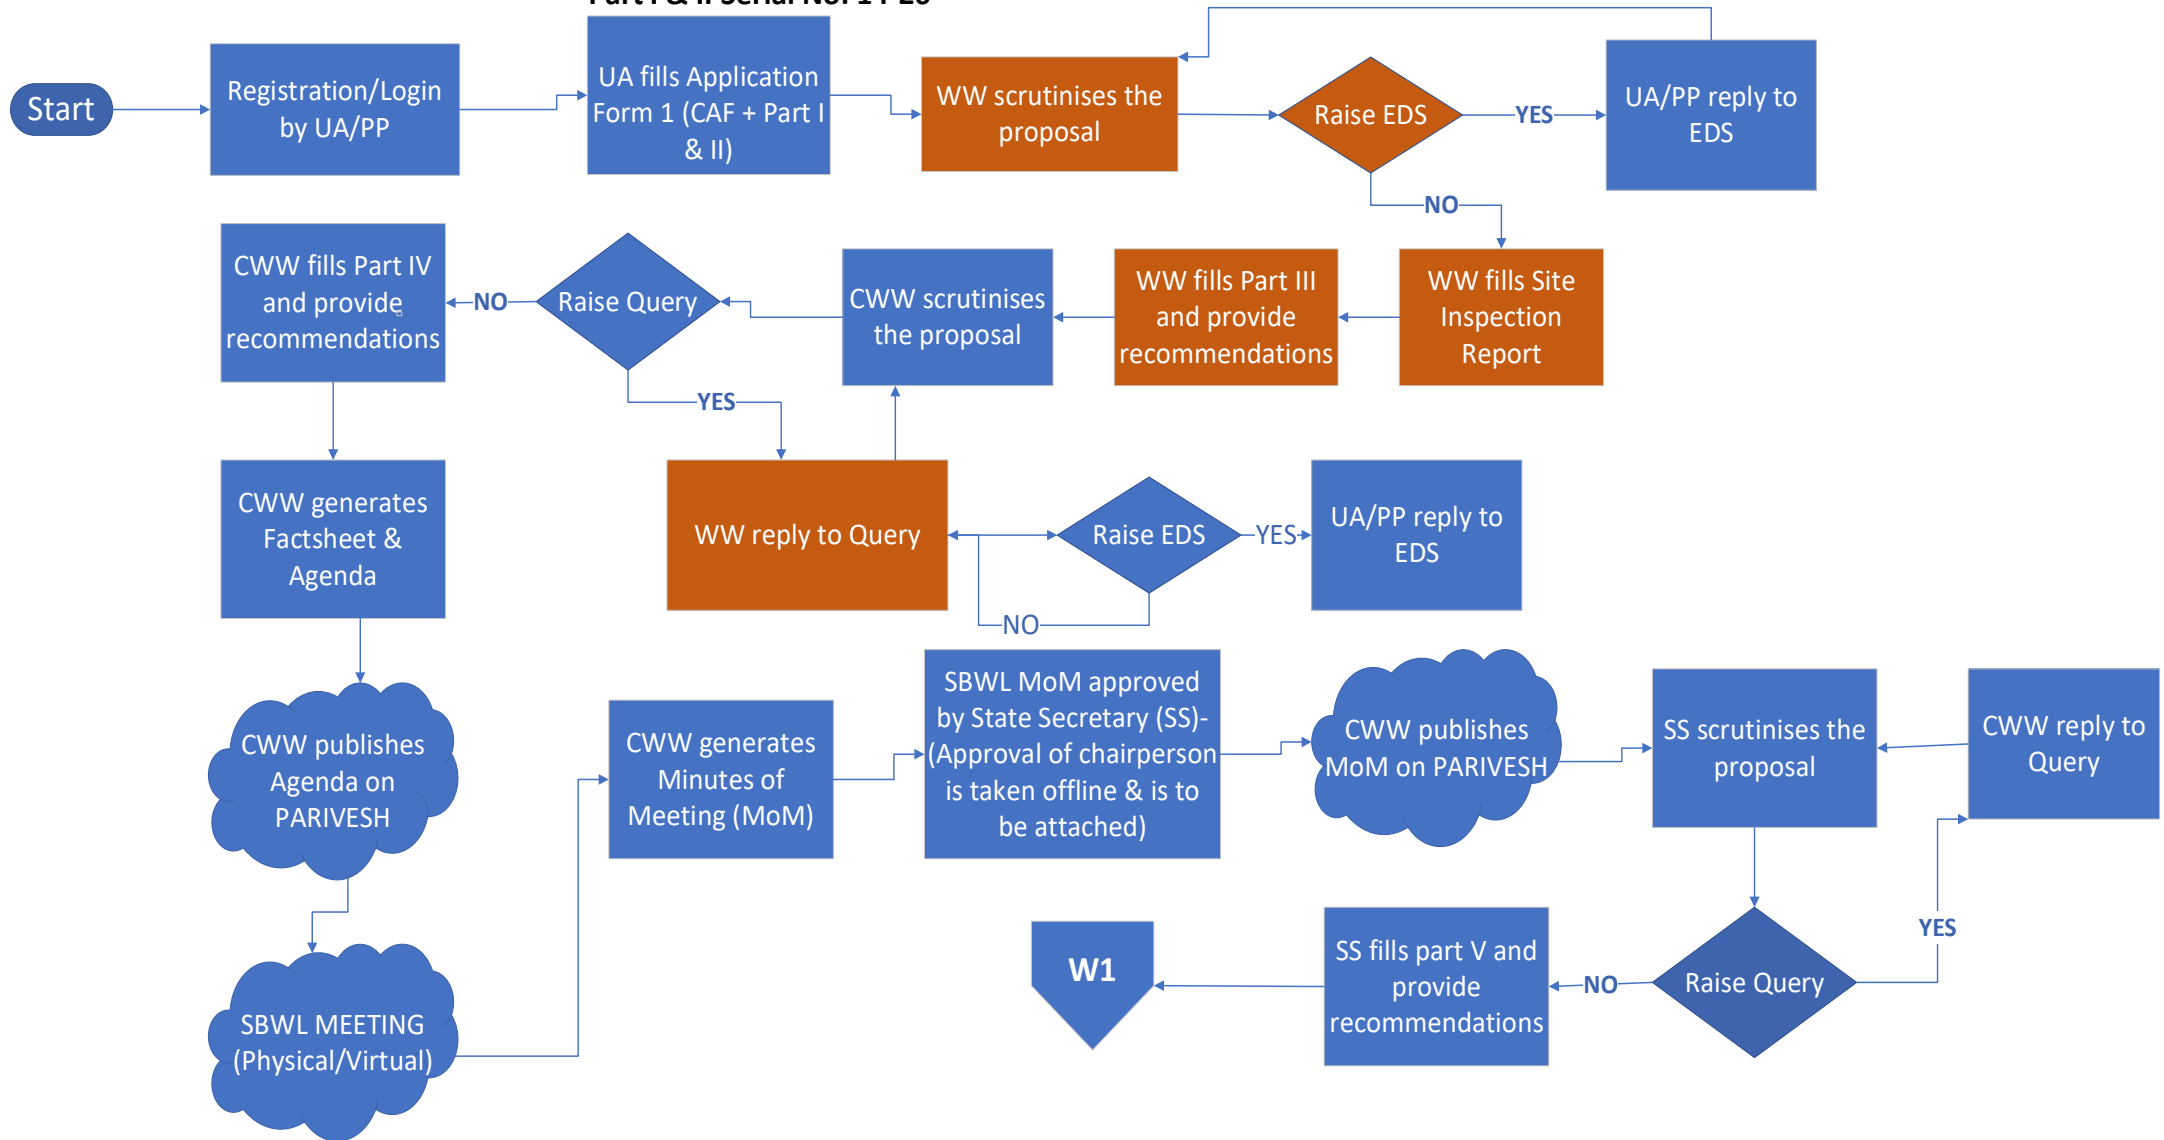 Start
Registration/Login
by UA/PP
UA fills Application
Form 1 (CAF + Part I
& II)
WW scrutinises the
proposal
Raise EDS
YES
UA/PP reply to
EDS
NO
CWW fills Part IV
and provide
recommendations
NO
Raise Query
CWW scrutinises
the proposal
WW fills Part III
and provide
recommendations
WW fills Site
Inspection
Report
YES
CWW generates
Factsheet &
Agenda
WW reply to Query
Raise EDS
YES
UA/PP reply to
EDS
NO
CWW publishes
Agenda on
PARIVESH
CWW generates
Minutes of
Meeting (MoM)
SBWL MoM approved
by State Secretary (SS)-
(Approval of chairperson
is taken offline & is to
be attached)
CWW publishes
MoM on PARIVESH
SS scrutinises the
proposal
CWW reply to
Query
YES
SBWL MEETING
(Physical/Virtual)
W1
SS fills part V and
provide
recommendations
NO
Raise Query